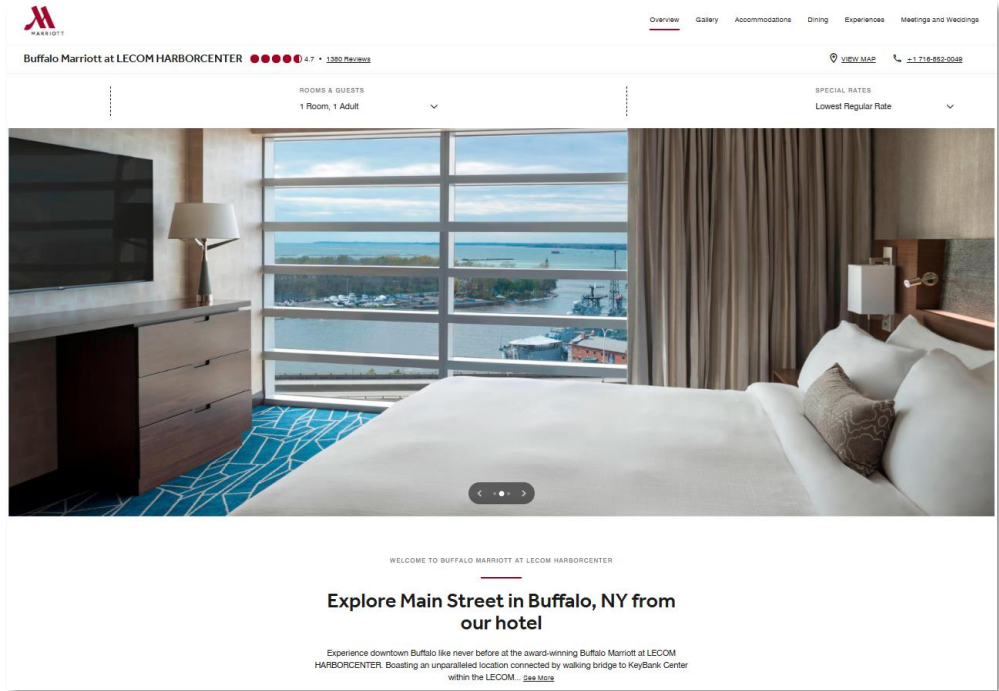 MARRIOTT
Overview Gallery Accommodations Dining Experiences Meetings and Weddings
Buffalo Marriott at LECOM HARBORCENTER 4.7 • 1380 Reviews VIEW MAP +1 716-852-0049
ROOMS & GUESTS SPECIAL RATES
1 Room, 1 Adult Lowest Regular Rate
WELCOME TO BUFFALO MARRIOTT AT LECOM HARBORCENTER
Explore Main Street in Buffalo, NY from
our hotel
Experience downtown Buffalo like never before at the award-winning Buffalo Marriott at LECOM
HARBORCENTER. Boasting an unparalleled location connected by walking bridge to KeyBank Center
within the LECOM... See More